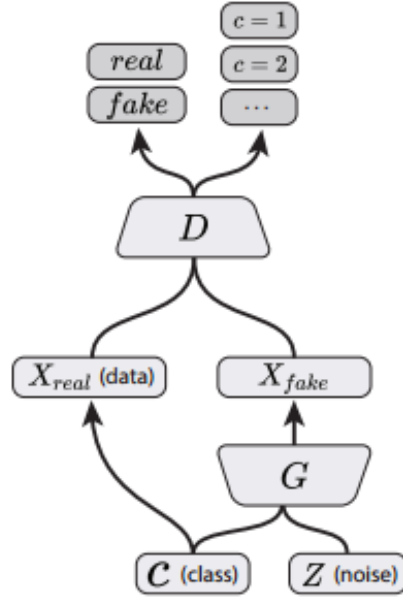 c = 1
real c = 2
fake ...
D
X_real (data) X_fake
G
C (class) Z (noise)